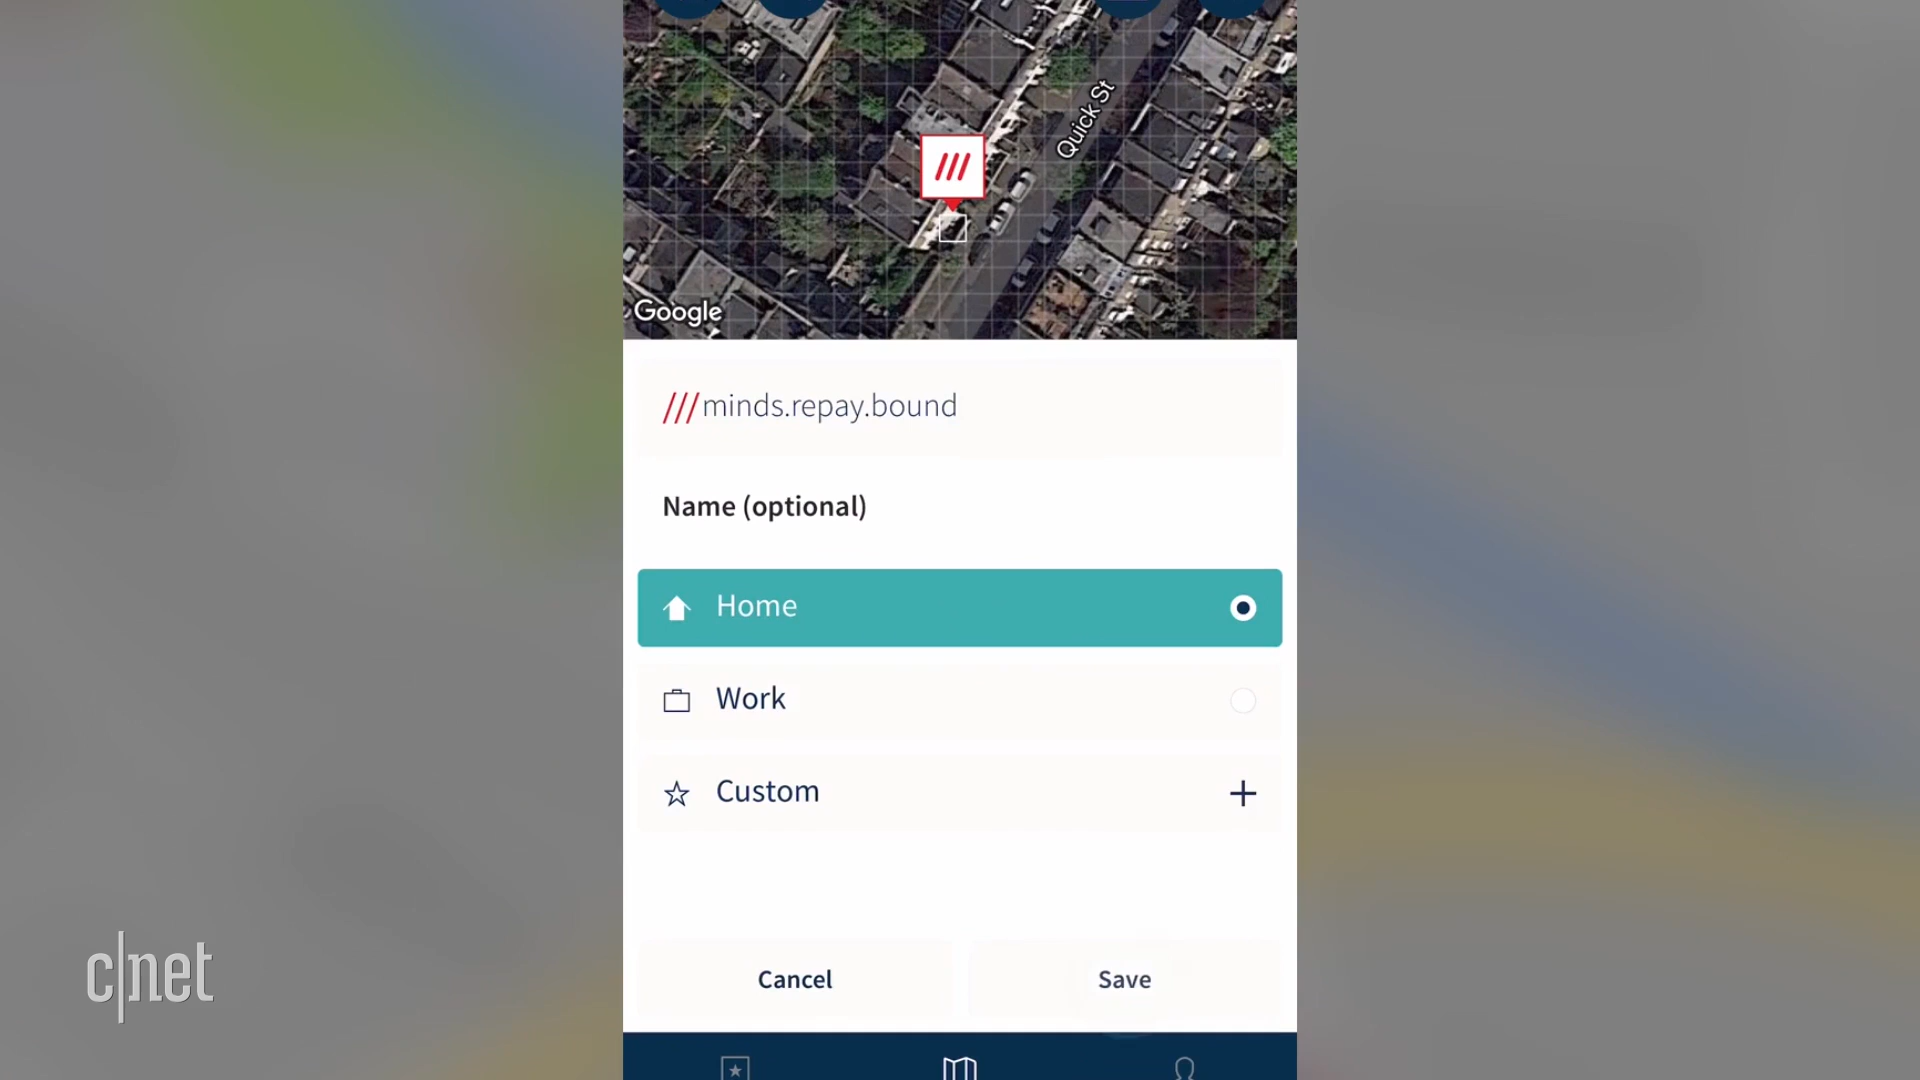 Quick St
Google
///minds.repay.bound
Name (optional)
Home
Work
Custom
Cancel
Save
c|net